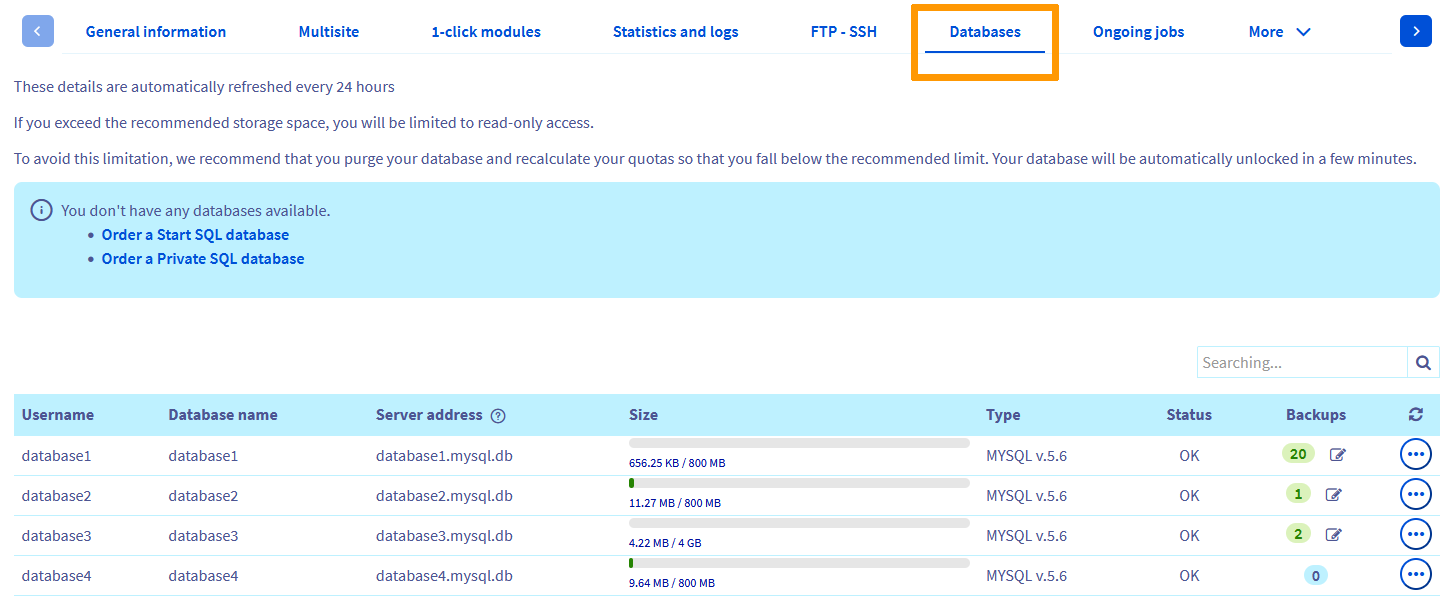 General information Multisite 1-click modules Statistics and logs FTP - SSH Databases Ongoing jobs More
These details are automatically refreshed every 24 hours
If you exceed the recommended storage space, you will be limited to read-only access.
To avoid this limitation, we recommend that you purge your database and recalculate your quotas so that you fall below the recommended limit. Your database will be automatically unlocked in a few minutes.
You don't have any databases available.
• Order a Start SQL database
• Order a Private SQL database
Searching...
Username Database name Server address Size Type Status Backups
database1 database1 database1.mysql.db 656.25 KB / 800 MB MYSQL v.5.6 OK 20
database2 database2 database2.mysql.db 11.27 MB / 800 MB MYSQL v.5.6 OK 1
database3 database3 database3.mysql.db 4.22 MB / 4 GB MYSQL v.5.6 OK 2
database4 database4 database4.mysql.db 9.64 MB / 800 MB MYSQL v.5.6 OK 0